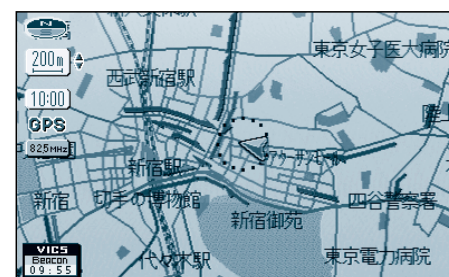 N
200m
10:00
GPS
825MHz
VICS
Beacon
09:55
東京女子医大病院
西武新宿駅
新宿駅
新宿
切手の博物館
新宿御苑
四谷警察署
代々木駅
東京電力病院